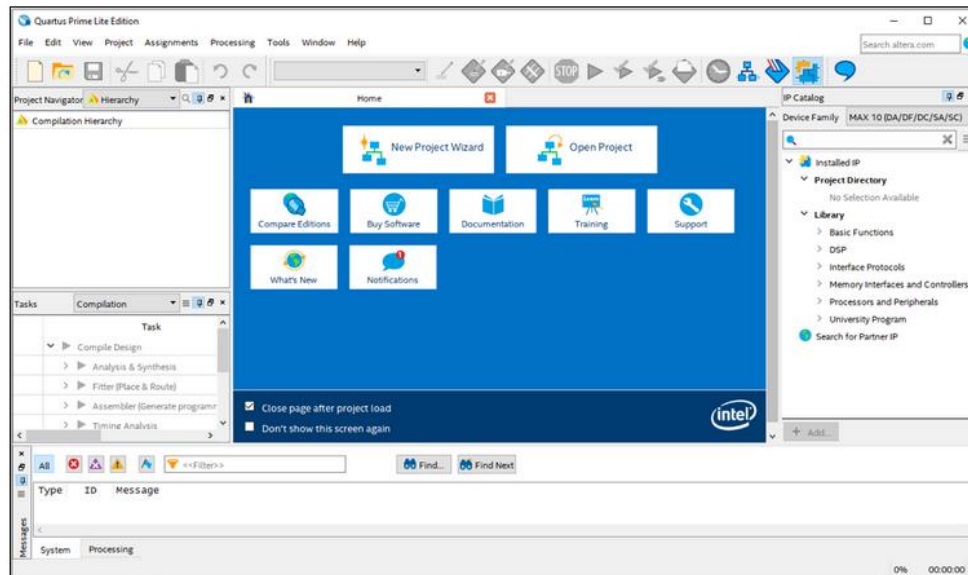 Quartus Prime Lite Edition
File Edit View Project Assignments Processing Tools Window Help
Search altera.com
Project Navigator Hierarchy
Compilation Hierarchy
Home
New Project Wizard
Open Project
Compare Editions
Buy Software
Documentation
Training
Support
What's New
Notifications
Close page after project load
Don't show this screen again
intel
IP Catalog
Device Family MAX 10 (DA/DF/DC/SA/SC)
Installed IP
Project Directory
No Selection Available
Library
Basic Functions
DSP
Interface Protocols
Memory Interfaces and Controllers
Processors and Peripherals
University Program
Search for Partner IP
+ Add...
Tasks Compilation
Task
Compile Design
Analysis & Synthesis
Fitter (Place & Route)
Assembler (Generate programr
Timing Analysis
All <<Filter>> Find... Find Next
Type ID Message
Messages
System Processing
0% 00:00:00